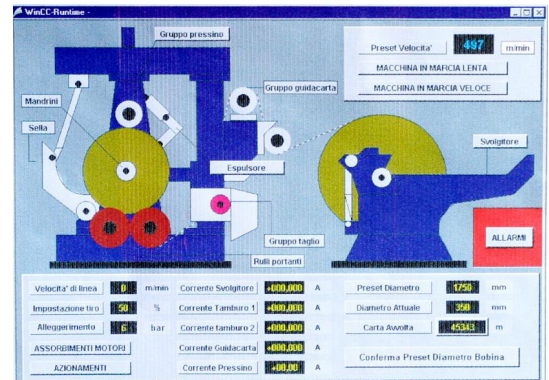 WinCC-Runtime -
Gruppo pressino
Preset Velocita' 497 m/min
MACCHINA IN MARCIA LENTA
MACCHINA IN MARCIA VELOCE
Gruppo guidacarta
Mandrini
Sella
Svolgitore
Espulsore
ALLARMI
Gruppo taglio
Rulli portanti
Velocita' di linea 0 m/min Corrente Svolgitore +000,000 A Preset Diametro 1750 mm
Impostazione tiro 50 % Corrente Tamburo 1 +000,000 A Diametro Attuale 350 mm
Alleggerimento 6 bar Corrente tamburo 2 +000,000 A Carta Avvolta 45343 m
ASSORBIMENTI MOTORI Corrente Guidacarta +000,000 A
Conferma Preset Diametro Bobina
AZIONAMENTI Corrente Pressino +00,00 A